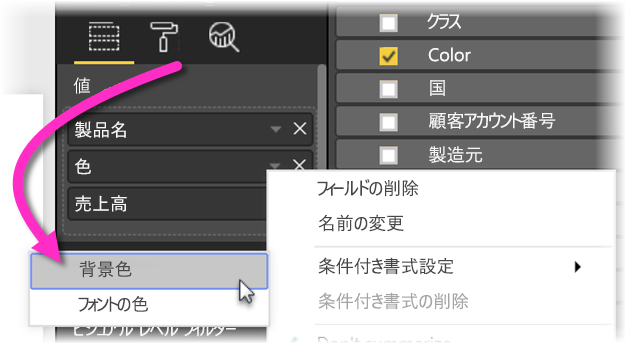 値
製品名
色
売上高
背景色
フォントの色
ビジュアル レベル フィルター
クラス
Color
国
顧客アカウント番号
製造元
フィールドの削除
名前の変更
条件付き書式設定
条件付き書式の削除
Don't summarize